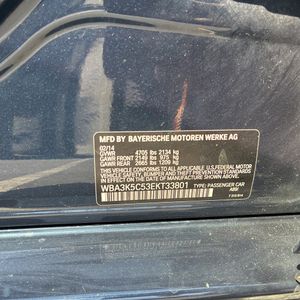 MFD BY BAYERISCHE MOTOREN WERKE AG
02/14
GVWR 4705 lbs 2134 kg
GAWR FRONT 2149 lbs 975 kg
GAWR REAR 2665 lbs 1209 kg
THIS VEHICLE CONFORMS TO ALL APPLICABLE U.S. FEDERAL MOTOR
VEHICLE SAFETY, BUMPER, AND THEFT PREVENTION STANDARDS
IN EFFECT ON THE DATE OF MANUFACTURE SHOWN ABOVE.
WBA3K5C53EKT33801 TYPE: PASSENGER CAR